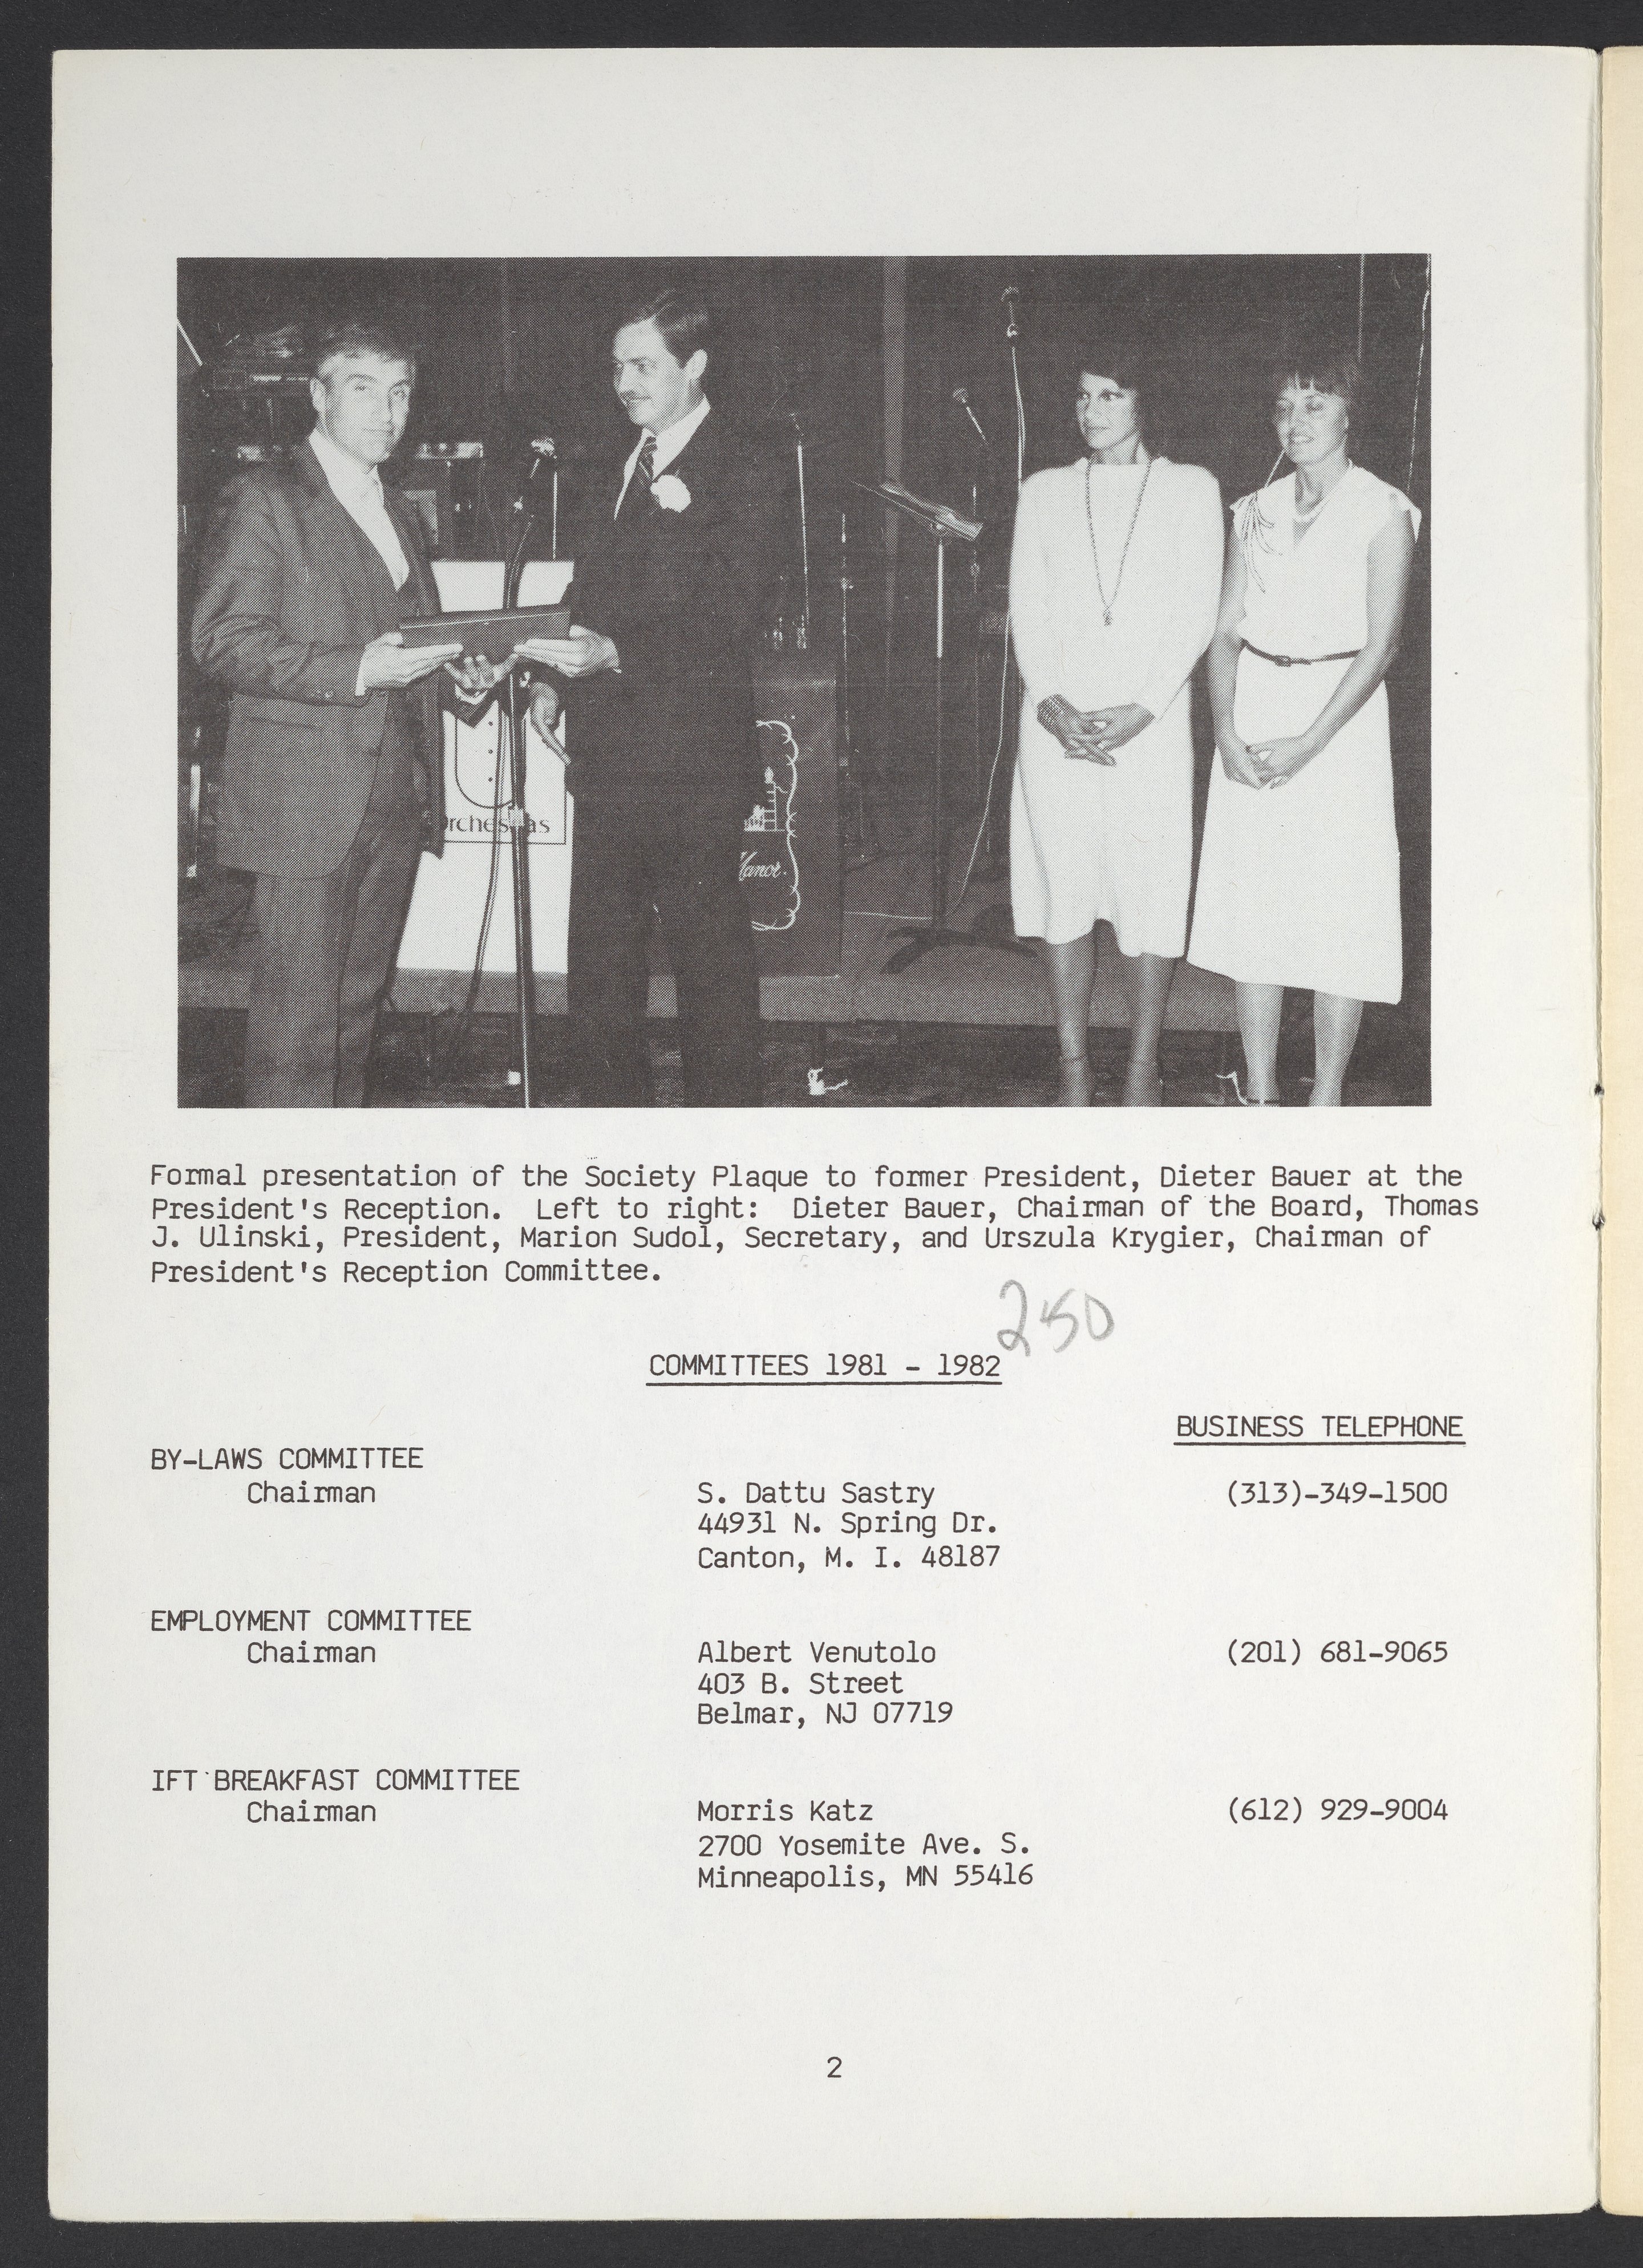 rchestras
Manor.
Formal presentation of the Society Plaque to former President, Dieter Bauer at the
President's Reception. Left to right: Dieter Bauer, Chairman of the Board, Thomas
J. Ulinski, President, Marion Sudol, Secretary, and Urszula Krygier, Chairman of
President's Reception Committee.
250
COMMITTEES 1981 - 1982
BUSINESS TELEPHONE
BY-LAWS COMMITTEE
Chairman S. Dattu Sastry (313)-349-1500
44931 N. Spring Dr.
Canton, M. I. 48187
EMPLOYMENT COMMITTEE
Chairman Albert Venutolo (201) 681-9065
403 B. Street
Belmar, NJ 07719
IFT BREAKFAST COMMITTEE
Chairman Morris Katz (612) 929-9004
2700 Yosemite Ave. S.
Minneapolis, MN 55416
2